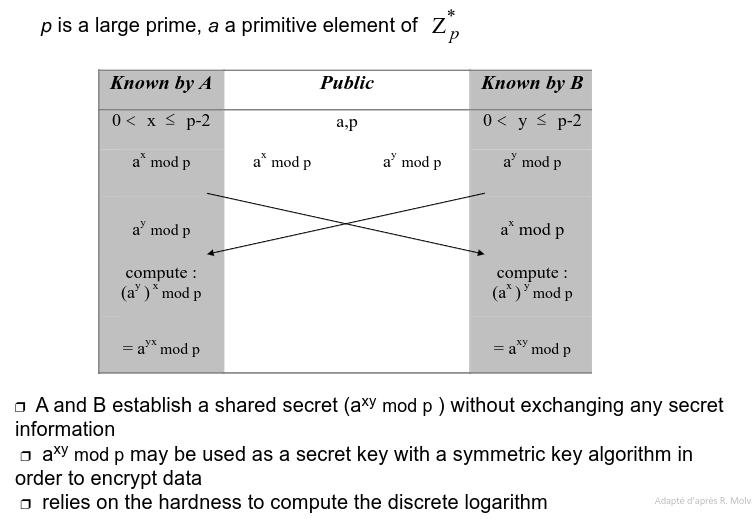 p is a large prime, a a primitive element of Z*p
Known by A Public Known by B
0 < x ≤ p-2 a,p 0 < y ≤ p-2
a^x mod p a^x mod p a^y mod p a^y mod p
a^y mod p a^x mod p
compute : compute :
(a^y)^x mod p (a^x)^y mod p
= a^yx mod p = a^xy mod p
❒ A and B establish a shared secret (a^xy mod p ) without exchanging any secret
information
❒ a^xy mod p may be used as a secret key with a symmetric key algorithm in
order to encrypt data
❒ relies on the hardness to compute the discrete logarithm
Adapté d'après R. Molv